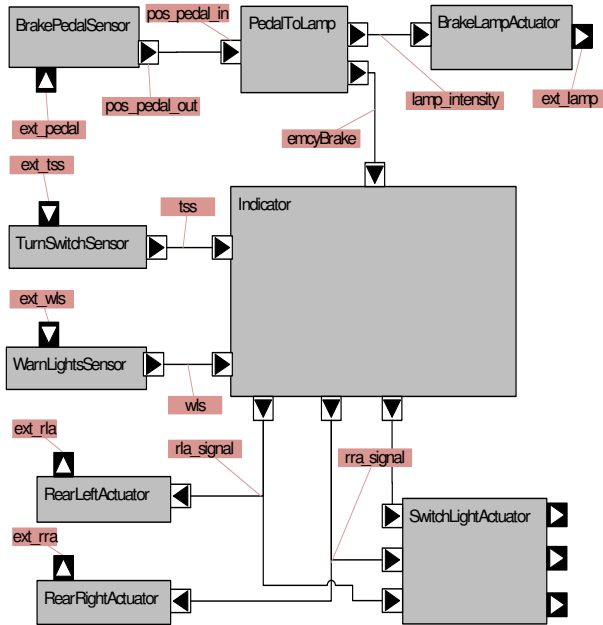 BrakePedalSensor
pos_pedal_in
PedalToLamp
BrakeLampActuator
ext_pedal
pos_pedal_out
lamp_intensity
ext_lamp
emcyBrake
ext_tss
tss
Indicator
TurnSwitchSensor
ext_wls
WarnLightsSensor
wls
ext_rla
rla_signal
rra_signal
RearLeftActuator
SwitchLightActuator
ext_rra
RearRightActuator